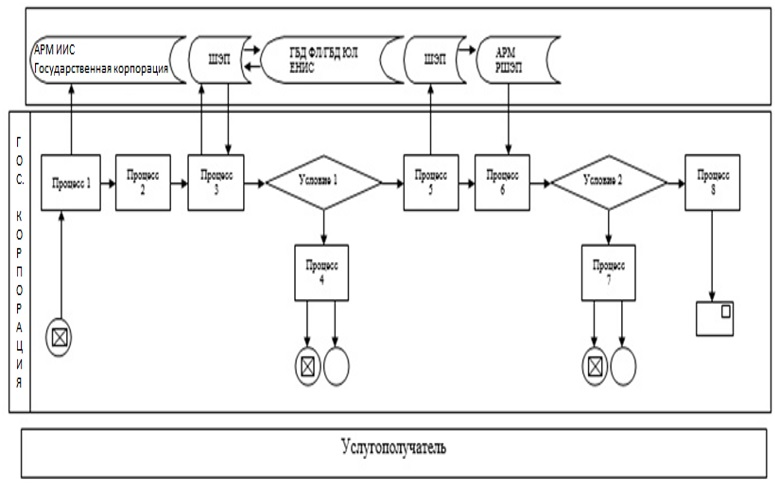 АРМ ИИС
Государственная корпорация
ШЭП
ГБД ФЛ/ГБД ЮЛ
ЕНИС
ШЭП
АРМ
РШЭП
ГОС. КОРПОРАЦИЯ
Процесс 1
Процесс
2
Процесс
3
Условие 1
Процесс
5
Процесс
6
Условие 2
Процесс
8
Процесс
4
Процесс
7
Услугополучатель